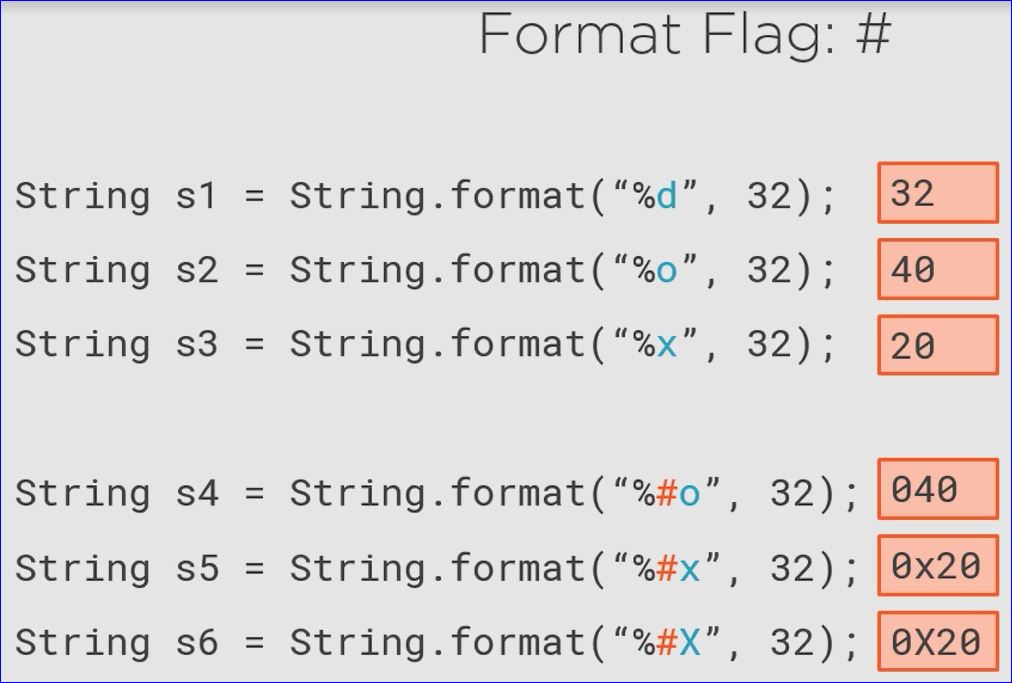 Format Flag: #
String s1 = String.format(“%d”, 32); 32
String s2 = String.format(“%o”, 32); 40
String s3 = String.format(“%x”, 32); 20
String s4 = String.format(“%#o”, 32); 040
String s5 = String.format(“%#x”, 32); 0x20
String s6 = String.format(“%#X”, 32); 0X20